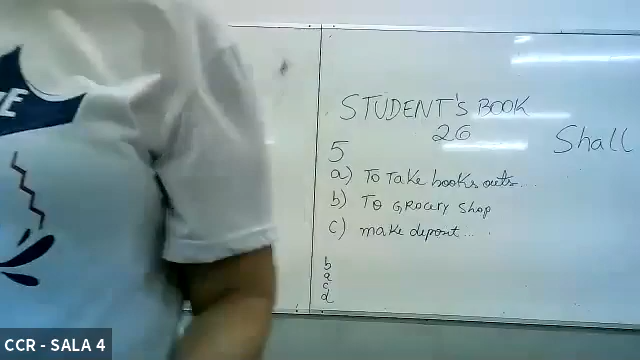 STUDENT'S BOOK
26
Shall
5
a) To Take books outs...
b) To Grocery Shop
c) make deposit....
b
a
c
d
CCR - SALA 4